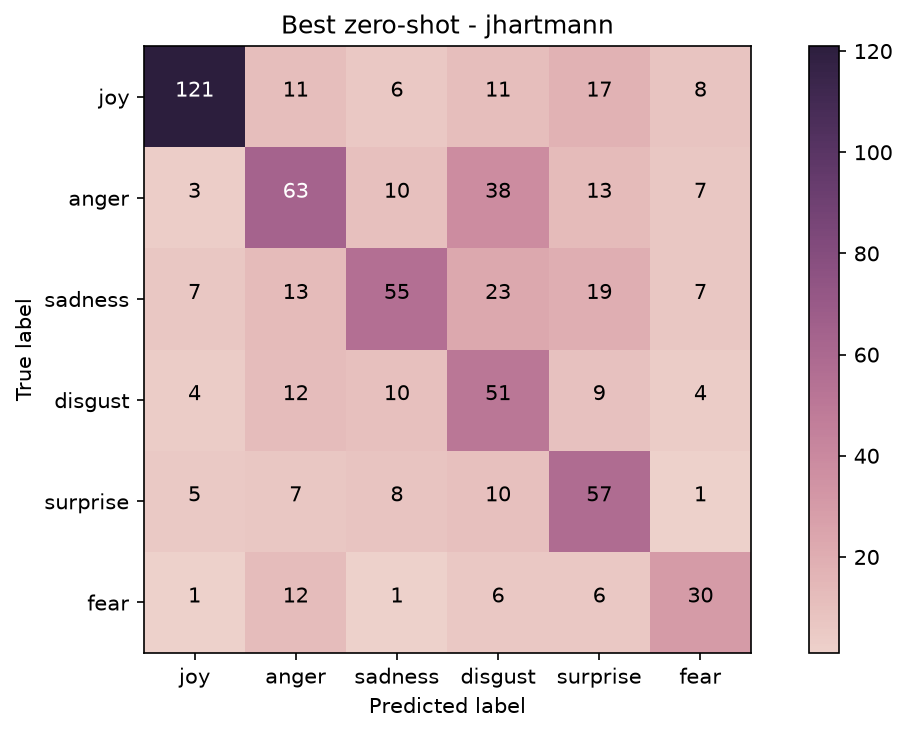 Best zero-shot - jhartmann
joy 121 11 6 11 17 8
anger 3 63 10 38 13 7
sadness 7 13 55 23 19 7
disgust 4 12 10 51 9 4
surprise 5 7 8 10 57 1
fear 1 12 1 6 6 30
joy anger sadness disgust surprise fear
Predicted label
True label
120
100
80
60
40
20